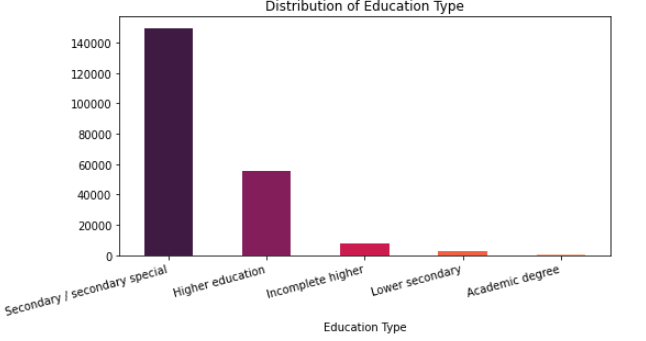 Distribution of Education Type
140000
120000
100000
80000
60000
40000
20000
0
Secondary / secondary special
Higher education
Incomplete higher
Lower secondary
Academic degree
Education Type